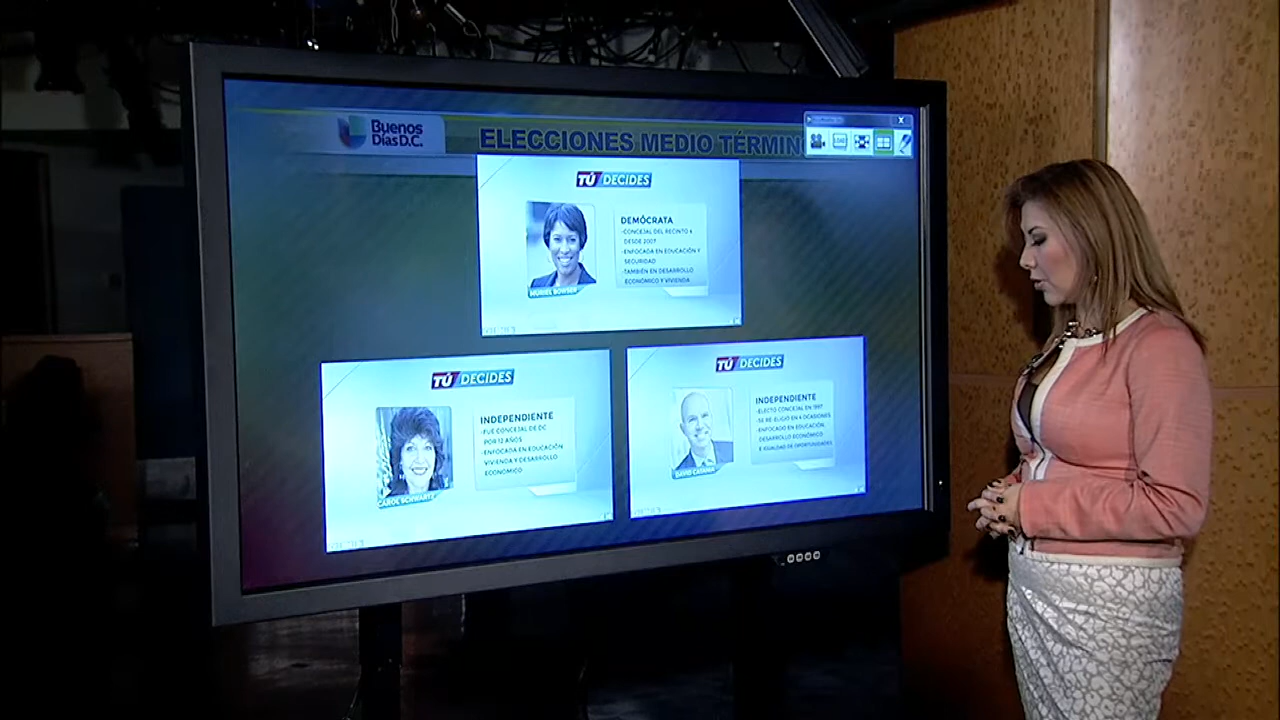 Buenos
Días D.C.
ELECCIONES MEDIO TÉRMIN
TÚ DECIDES
DEMÓCRATA
-CONCEJAL DEL RECINTO 4
DESDE 2007
-ENFOCADA EN EDUCACIÓN Y
SEGURIDAD
-TAMBIÉN EN DESARROLLO
ECONÓMICO Y VIVIENDA
MURIEL BOWSER
TÚ DECIDES
INDEPENDIENTE
-FUE CONCEJAL DE DC
POR 12 AÑOS
-ENFOCADA EN EDUCACIÓN,
VIVIENDA Y DESARROLLO
ECONOMICO
CAROL SCHWARTZ
TÚ DECIDES
INDEPENDIENTE
-ELECTO CONCEJAL EN 1997
-SE RE-ELIGIÓ EN 4 OCASIONES
-ENFOCADO EN EDUCACIÓN,
DESARROLLO ECONÓMICO
E IGUALDAD DE OPORTUNIDADES
DAVID CATANIA